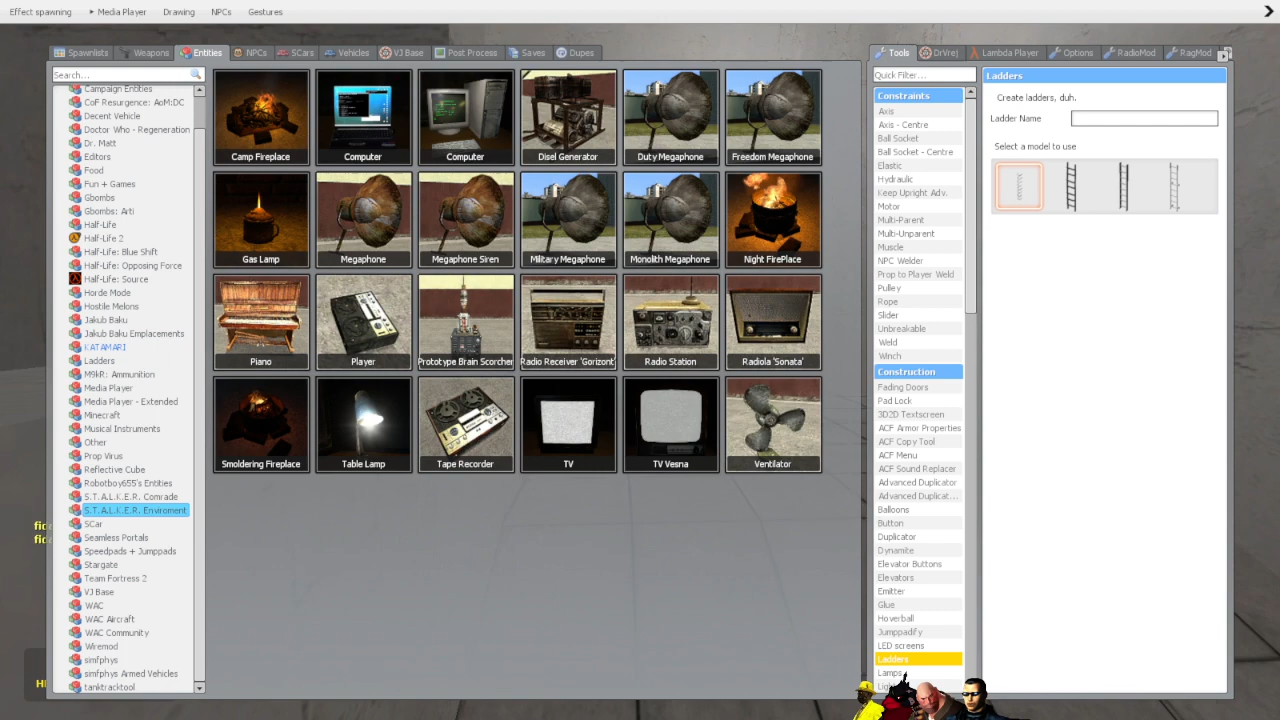 Effect spawning
Media Player
Drawing
NPCs
Gestures
Spawnlists
Weapons
Entities
NPCs
SCars
Vehicles
VJ Base
Post Process
Saves
Dupes
Search...
Campaign Entities
CoF Resurgence: AoM:DC
Decent Vehicle
Doctor Who - Regeneration
Dr. Matt
Editors
Food
Fun + Games
Gbombs
Gbombs: Arti
Half-Life
Half-Life 2
Half-Life: Blue Shift
Half-Life: Opposing Force
Half-Life: Source
Horde Mode
Hostile Melons
Jakub Baku
Jakub Baku Emplacements
KATAMARI
Ladders
M9kR: Ammunition
Media Player
Media Player - Extended
Minecraft
Musical Instruments
Other
Prop Virus
Reflective Cube
Robotboy655's Entities
S.T.A.L.K.E.R. Comrade
S.T.A.L.K.E.R. Enviroment
SCar
Seamless Portals
Speedpads + Jumppads
Stargate
Team Fortress 2
VJ Base
WAC
WAC Aircraft
WAC Community
Wiremod
simfphys
simfphys Armed Vehicles
tanktracktool
Camp Fireplace
Computer
Computer
Disel Generator
Duty Megaphone
Freedom Megaphone
Gas Lamp
Megaphone
Megaphone Siren
Military Megaphone
Monolith Megaphone
Night FirePlace
Piano
Player
Prototype Brain Scorcher
Radio Receiver 'Gorizont'
Radio Station
Radiola 'Sonata'
Smoldering Fireplace
Table Lamp
Tape Recorder
TV
TV Vesna
Ventilator
Tools
DrVrej
Lambda Player
Options
RadioMod
RagMod
Quick Filter...
Constraints
Axis
Axis - Centre
Ball Socket
Ball Socket - Centre
Elastic
Hydraulic
Keep Upright Adv.
Motor
Multi-Parent
Multi-Unparent
Muscle
NPC Welder
Prop to Player Weld
Pulley
Rope
Slider
Unbreakable
Weld
Winch
Construction
Fading Doors
Pad Lock
3D2D Textscreen
ACF Armor Properties
ACF Copy Tool
ACF Menu
ACF Sound Replacer
Advanced Duplicator
Advanced Duplicat...
Balloons
Button
Duplicator
Dynamite
Elevator Buttons
Elevators
Emitter
Glue
Hoverball
Jumppadify
LED screens
Ladders
Lamps
Ladders
Create ladders, duh.
Ladder Name
Select a model to use